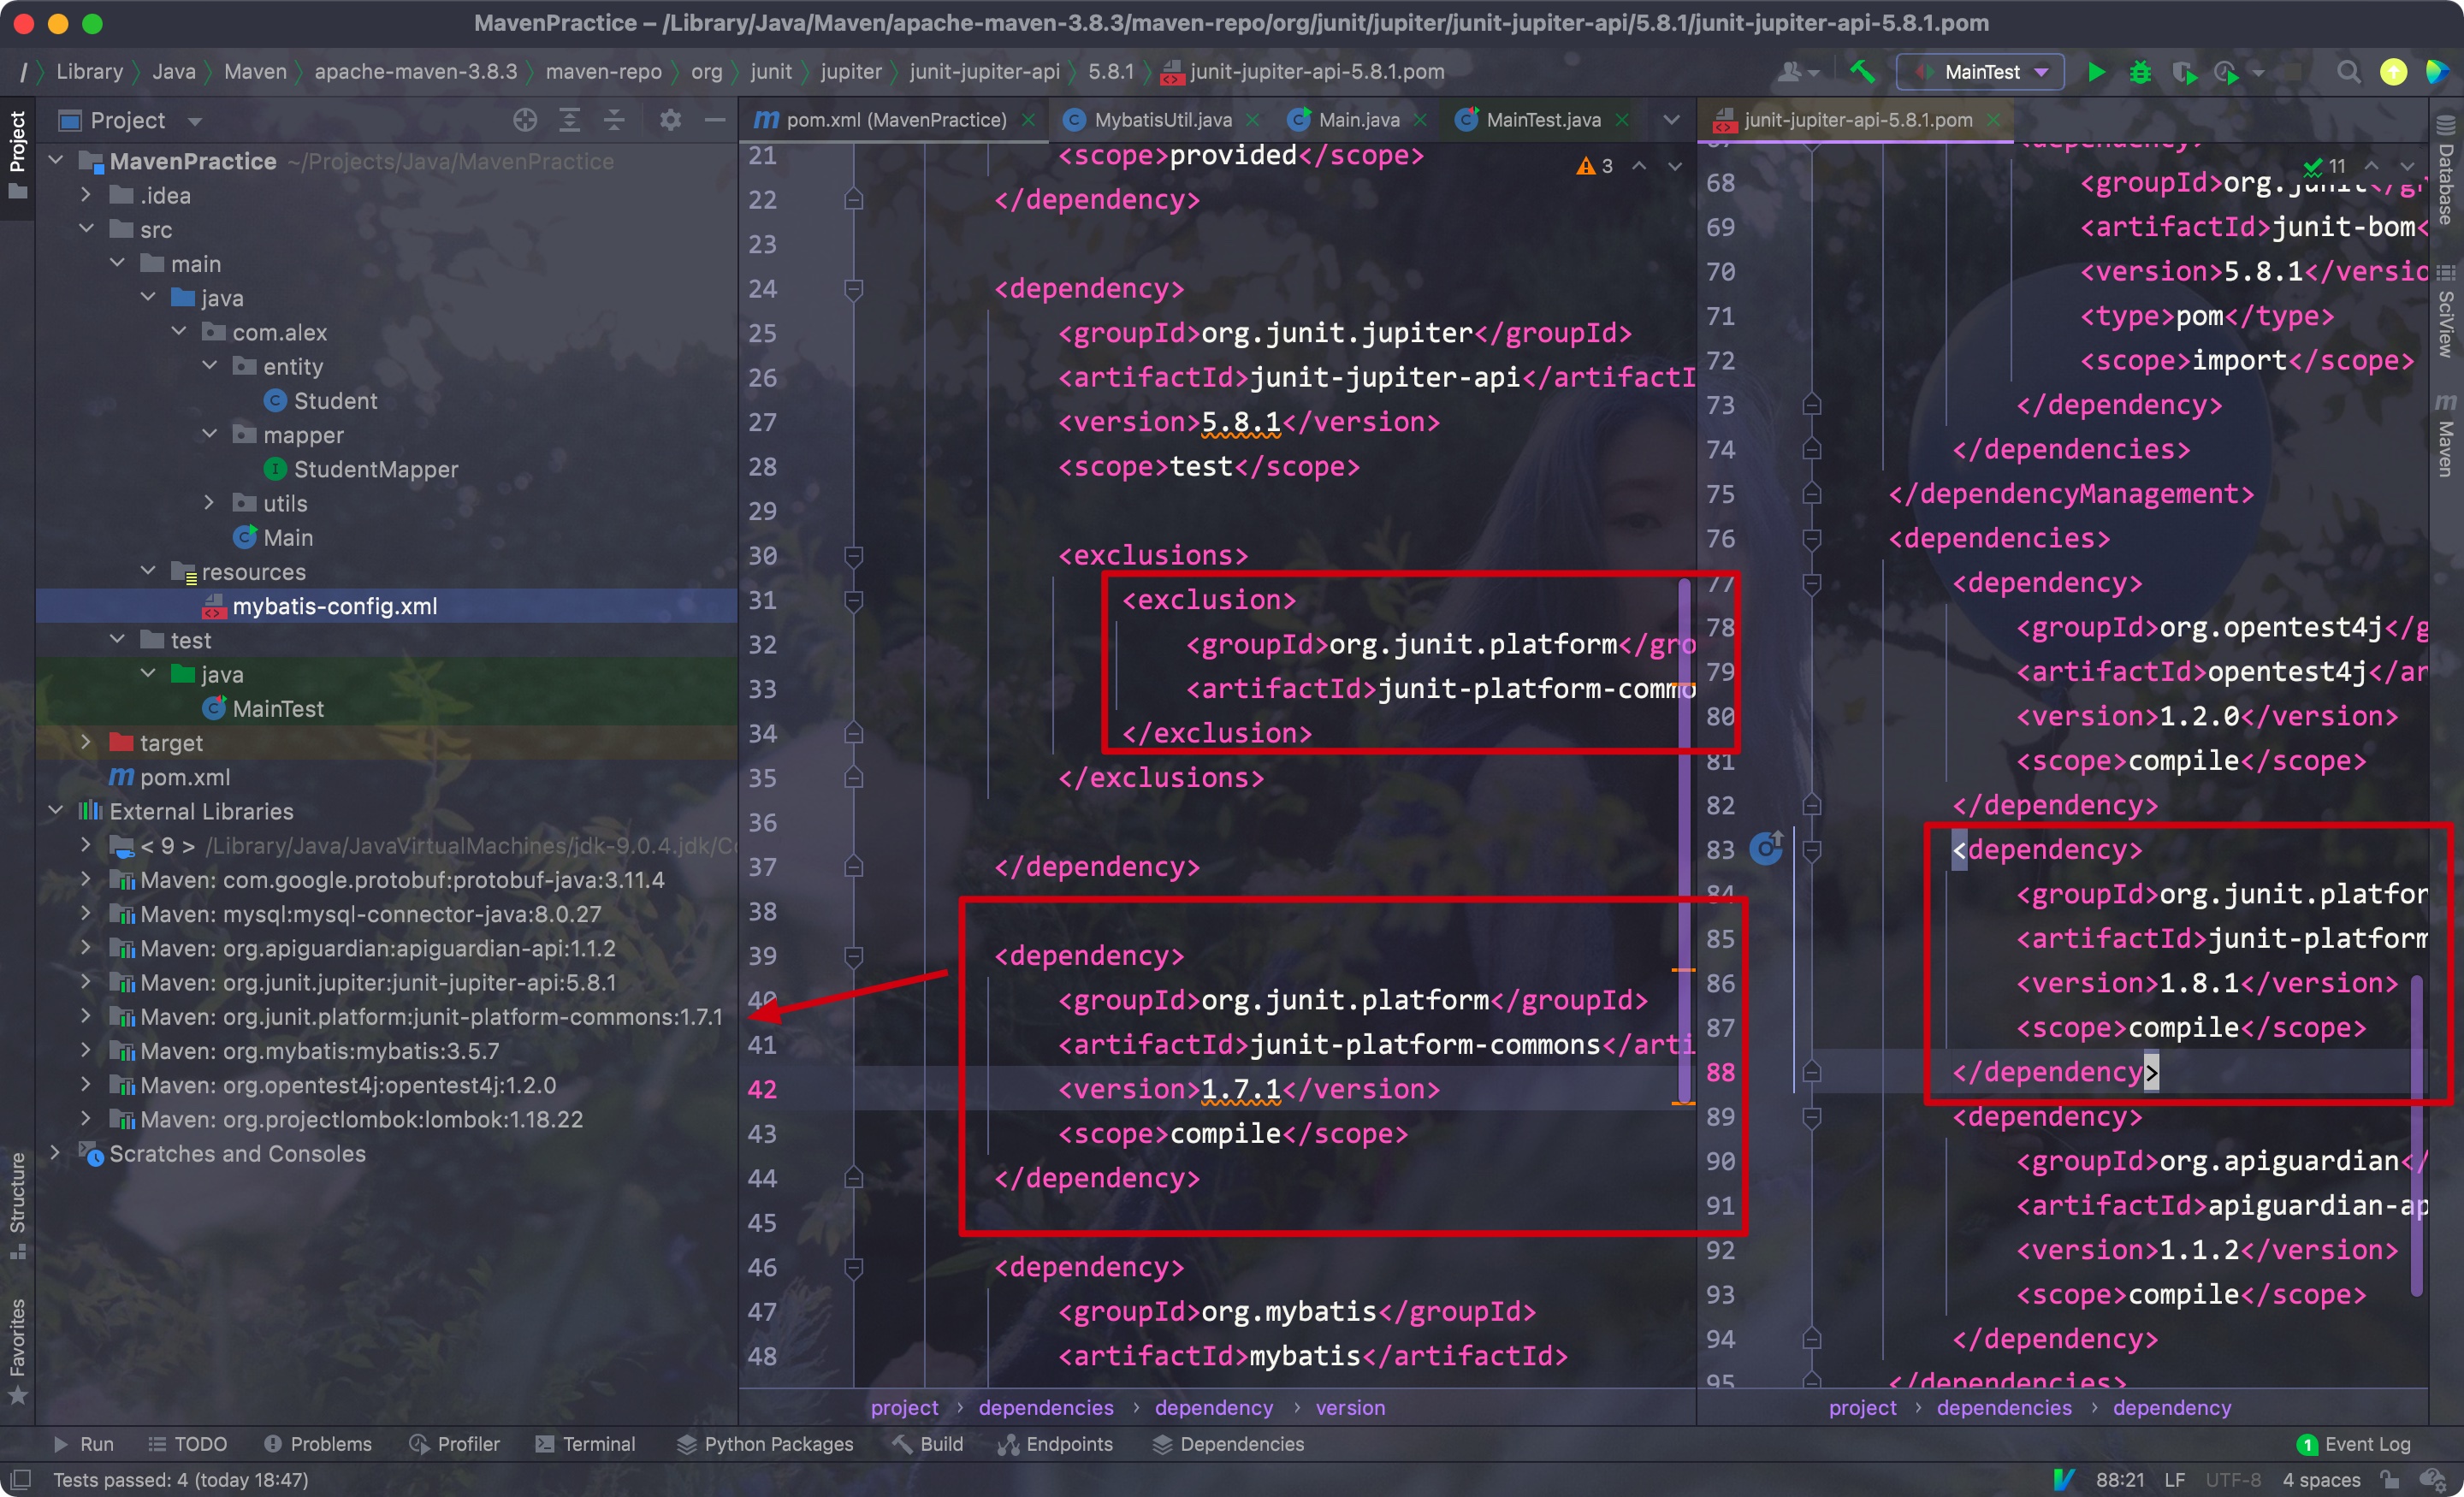 MavenPractice – /Library/Java/Maven/apache-maven-3.8.3/maven-repo/org/junit/jupiter/junit-jupiter-api/5.8.1/junit-jupiter-api-5.8.1.pom
/ Library Java Maven apache-maven-3.8.3 maven-repo org junit jupiter junit-jupiter-api 5.8.1 junit-jupiter-api-5.8.1.pom MainTest
Project
Project
MavenPractice ~/Projects/Java/MavenPractice
.idea
src
main
java
com.alex
entity
Student
mapper
StudentMapper
utils
Main
resources
mybatis-config.xml
test
java
MainTest
target
pom.xml
External Libraries
< 9 > /Library/Java/JavaVirtualMachines/jdk-9.0.4.jdk/C
Maven: com.google.protobuf:protobuf-java:3.11.4
Maven: mysql:mysql-connector-java:8.0.27
Maven: org.apiguardian:apiguardian-api:1.1.2
Maven: org.junit.jupiter:junit-jupiter-api:5.8.1
Maven: org.junit.platform:junit-platform-commons:1.7.1
Maven: org.mybatis:mybatis:3.5.7
Maven: org.opentest4j:opentest4j:1.2.0
Maven: org.projectlombok:lombok:1.18.22
Scratches and Consoles
Structure
Favorites
pom.xml (MavenPractice) MybatisUtil.java Main.java MainTest.java
3
21 <scope>provided</scope>
22 </dependency>
23
24 <dependency>
25 <groupId>org.junit.jupiter</groupId>
26 <artifactId>junit-jupiter-api</artifactI
27 <version>5.8.1</version>
28 <scope>test</scope>
29
30 <exclusions>
31 <exclusion>
32 <groupId>org.junit.platform</gro
33 <artifactId>junit-platform-commo
34 </exclusion>
35 </exclusions>
36
37 </dependency>
38
39 <dependency>
40 <groupId>org.junit.platform</groupId>
41 <artifactId>junit-platform-commons</arti
42 <version>1.7.1</version>
43 <scope>compile</scope>
44 </dependency>
45
46 <dependency>
47 <groupId>org.mybatis</groupId>
48 <artifactId>mybatis</artifactId>
project › dependencies › dependency › version
junit-jupiter-api-5.8.1.pom
11
67 <dependency>
68 <groupId>org.junit</gr
69 <artifactId>junit-bom<
70 <version>5.8.1</versio
71 <type>pom</type>
72 <scope>import</scope>
73 </dependency>
74 </dependencies>
75 </dependencyManagement>
76 <dependencies>
77 <dependency>
78 <groupId>org.opentest4j</g
79 <artifactId>opentest4j</ar
80 <version>1.2.0</version>
81 <scope>compile</scope>
82 </dependency>
83 <dependency>
84 <groupId>org.junit.platfor
85 <artifactId>junit-platform
86 <version>1.8.1</version>
87 <scope>compile</scope>
88 </dependency>
89 <dependency>
90 <groupId>org.apiguardian</
91 <artifactId>apiguardian-ap
92 <version>1.1.2</version>
93 <scope>compile</scope>
94 </dependency>
95 </dependencies>
project › dependencies › dependency
Database
SciView
Maven
Run TODO Problems Profiler Terminal Python Packages Build Endpoints Dependencies 1 Event Log
Tests passed: 4 (today 18:47) 88:21 LF UTF-8 4 spaces